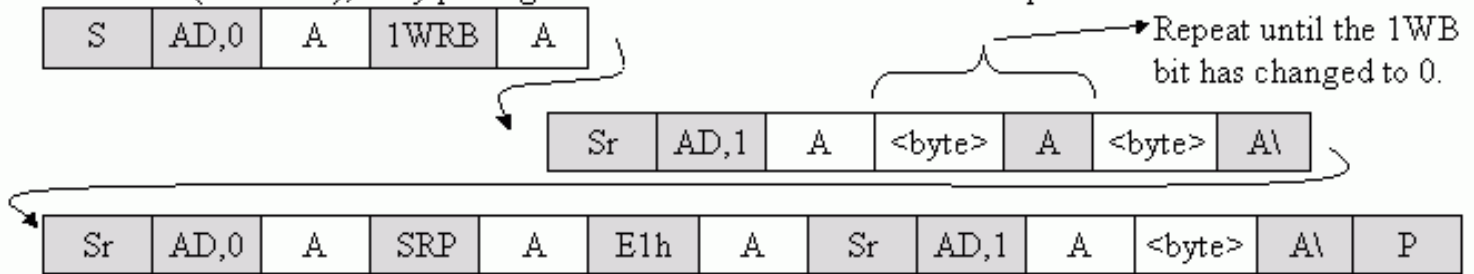 S AD,0 A 1WRB A
Repeat until the 1WB
bit has changed to 0.
Sr AD,1 A <byte> A <byte> A\
Sr AD,0 A SRP A E1h A Sr AD,1 A <byte> A\ P